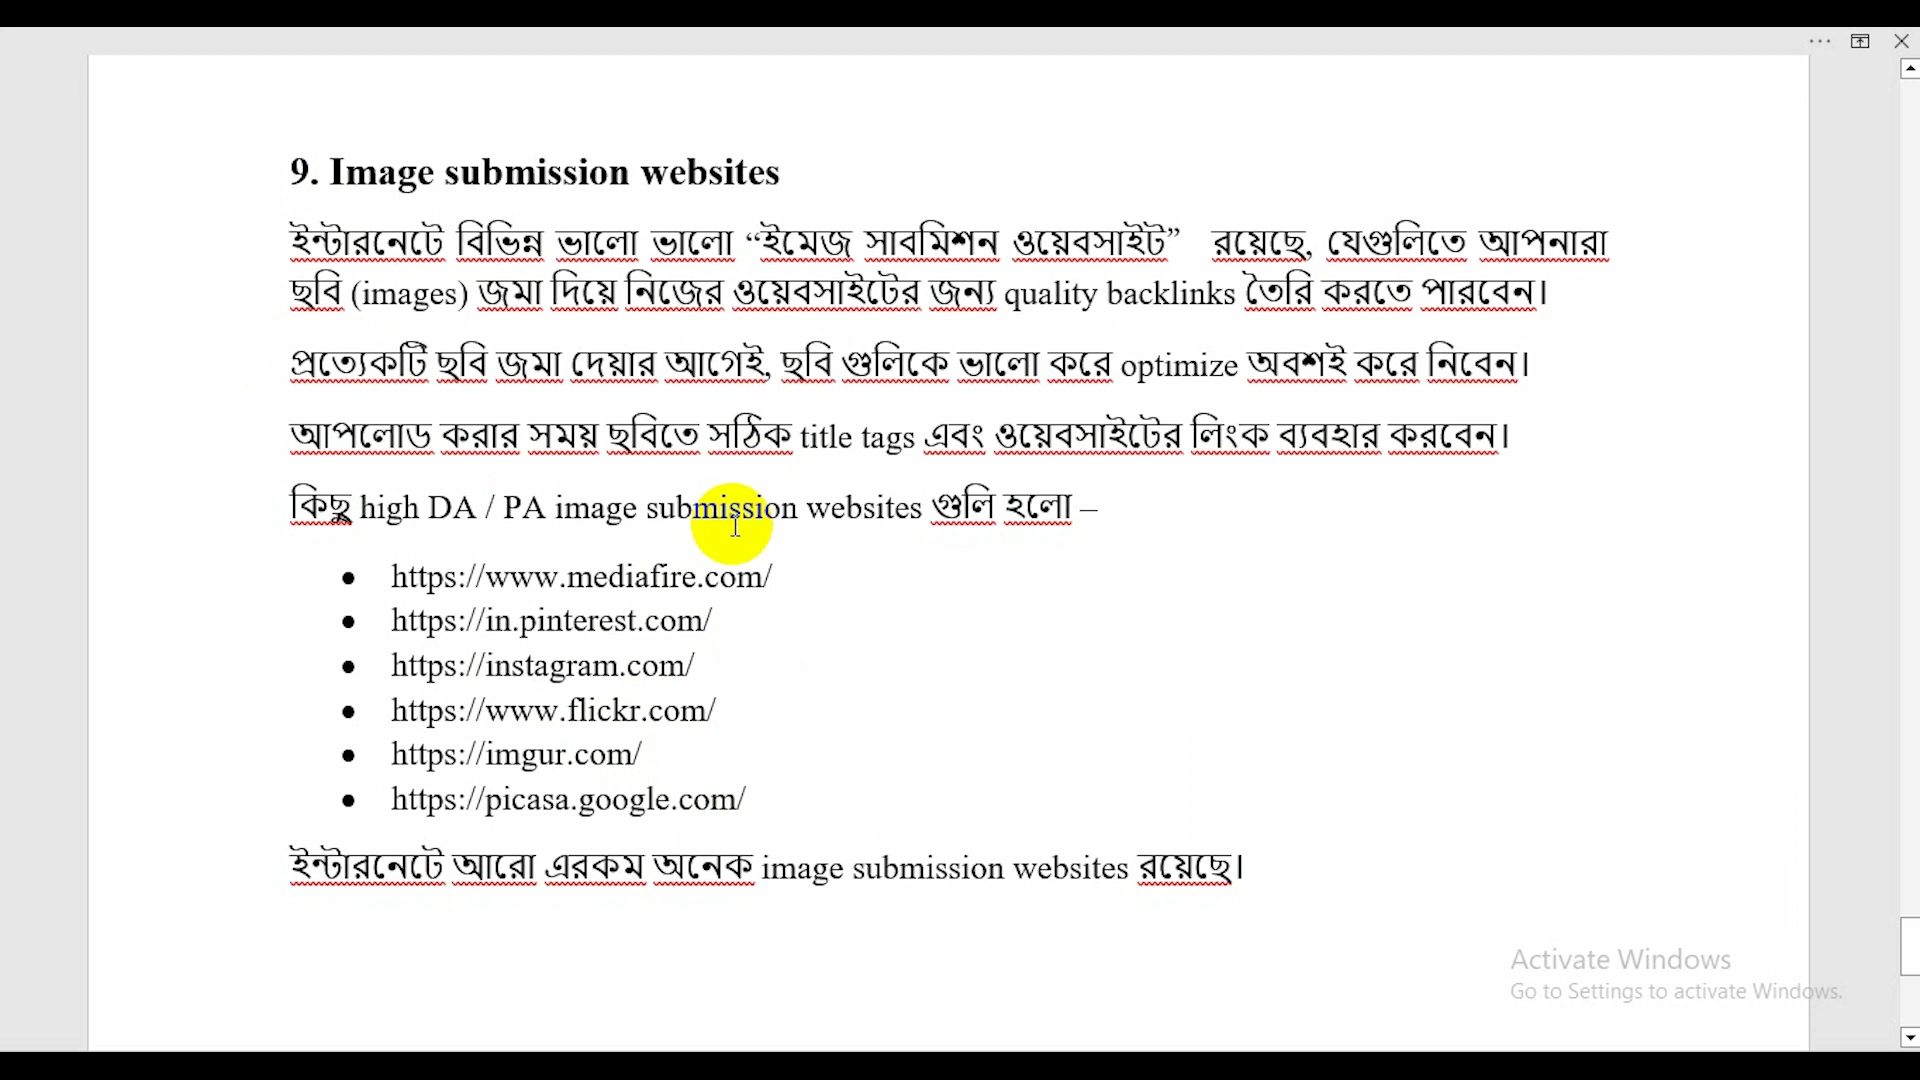 9. Image submission websites
ইন্টারনেটে বিভিন্ন ভালো ভালো “ইমেজ সাবমিশন ওয়েবসাইট” রয়েছে, যেগুলিতে আপনারা
ছবি (images) জমা দিয়ে নিজের ওয়েবসাইটের জন্য quality backlinks তৈরি করতে পারবেন।
প্রত্যেকটি ছবি জমা দেয়ার আগেই, ছবি গুলিকে ভালো করে optimize অবশই করে নিবেন।
আপলোড করার সময় ছবিতে সঠিক title tags এবং ওয়েবসাইটের লিংক ব্যবহার করবেন।
কিছু high DA / PA image submission websites গুলি হলো –
• https://www.mediafire.com/
• https://in.pinterest.com/
• https://instagram.com/
• https://www.flickr.com/
• https://imgur.com/
• https://picasa.google.com/
ইন্টারনেটে আরো এরকম অনেক image submission websites রয়েছে।
Activate Windows
Go to Settings to activate Windows.